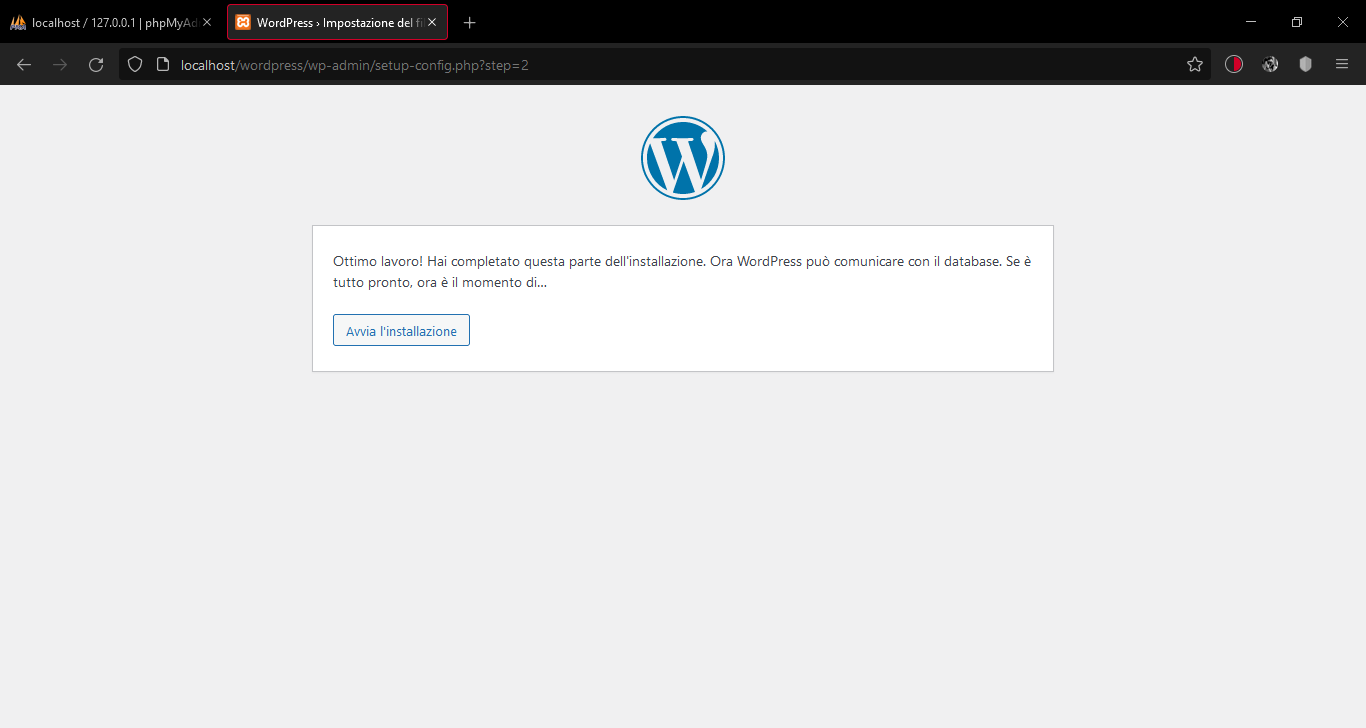 localhost / 127.0.0.1 | phpMyAd
WordPress › Impostazione del fi
localhost/wordpress/wp-admin/setup-config.php?step=2
Ottimo lavoro! Hai completato questa parte dell'installazione. Ora WordPress può comunicare con il database. Se è
tutto pronto, ora è il momento di…
Avvia l'installazione